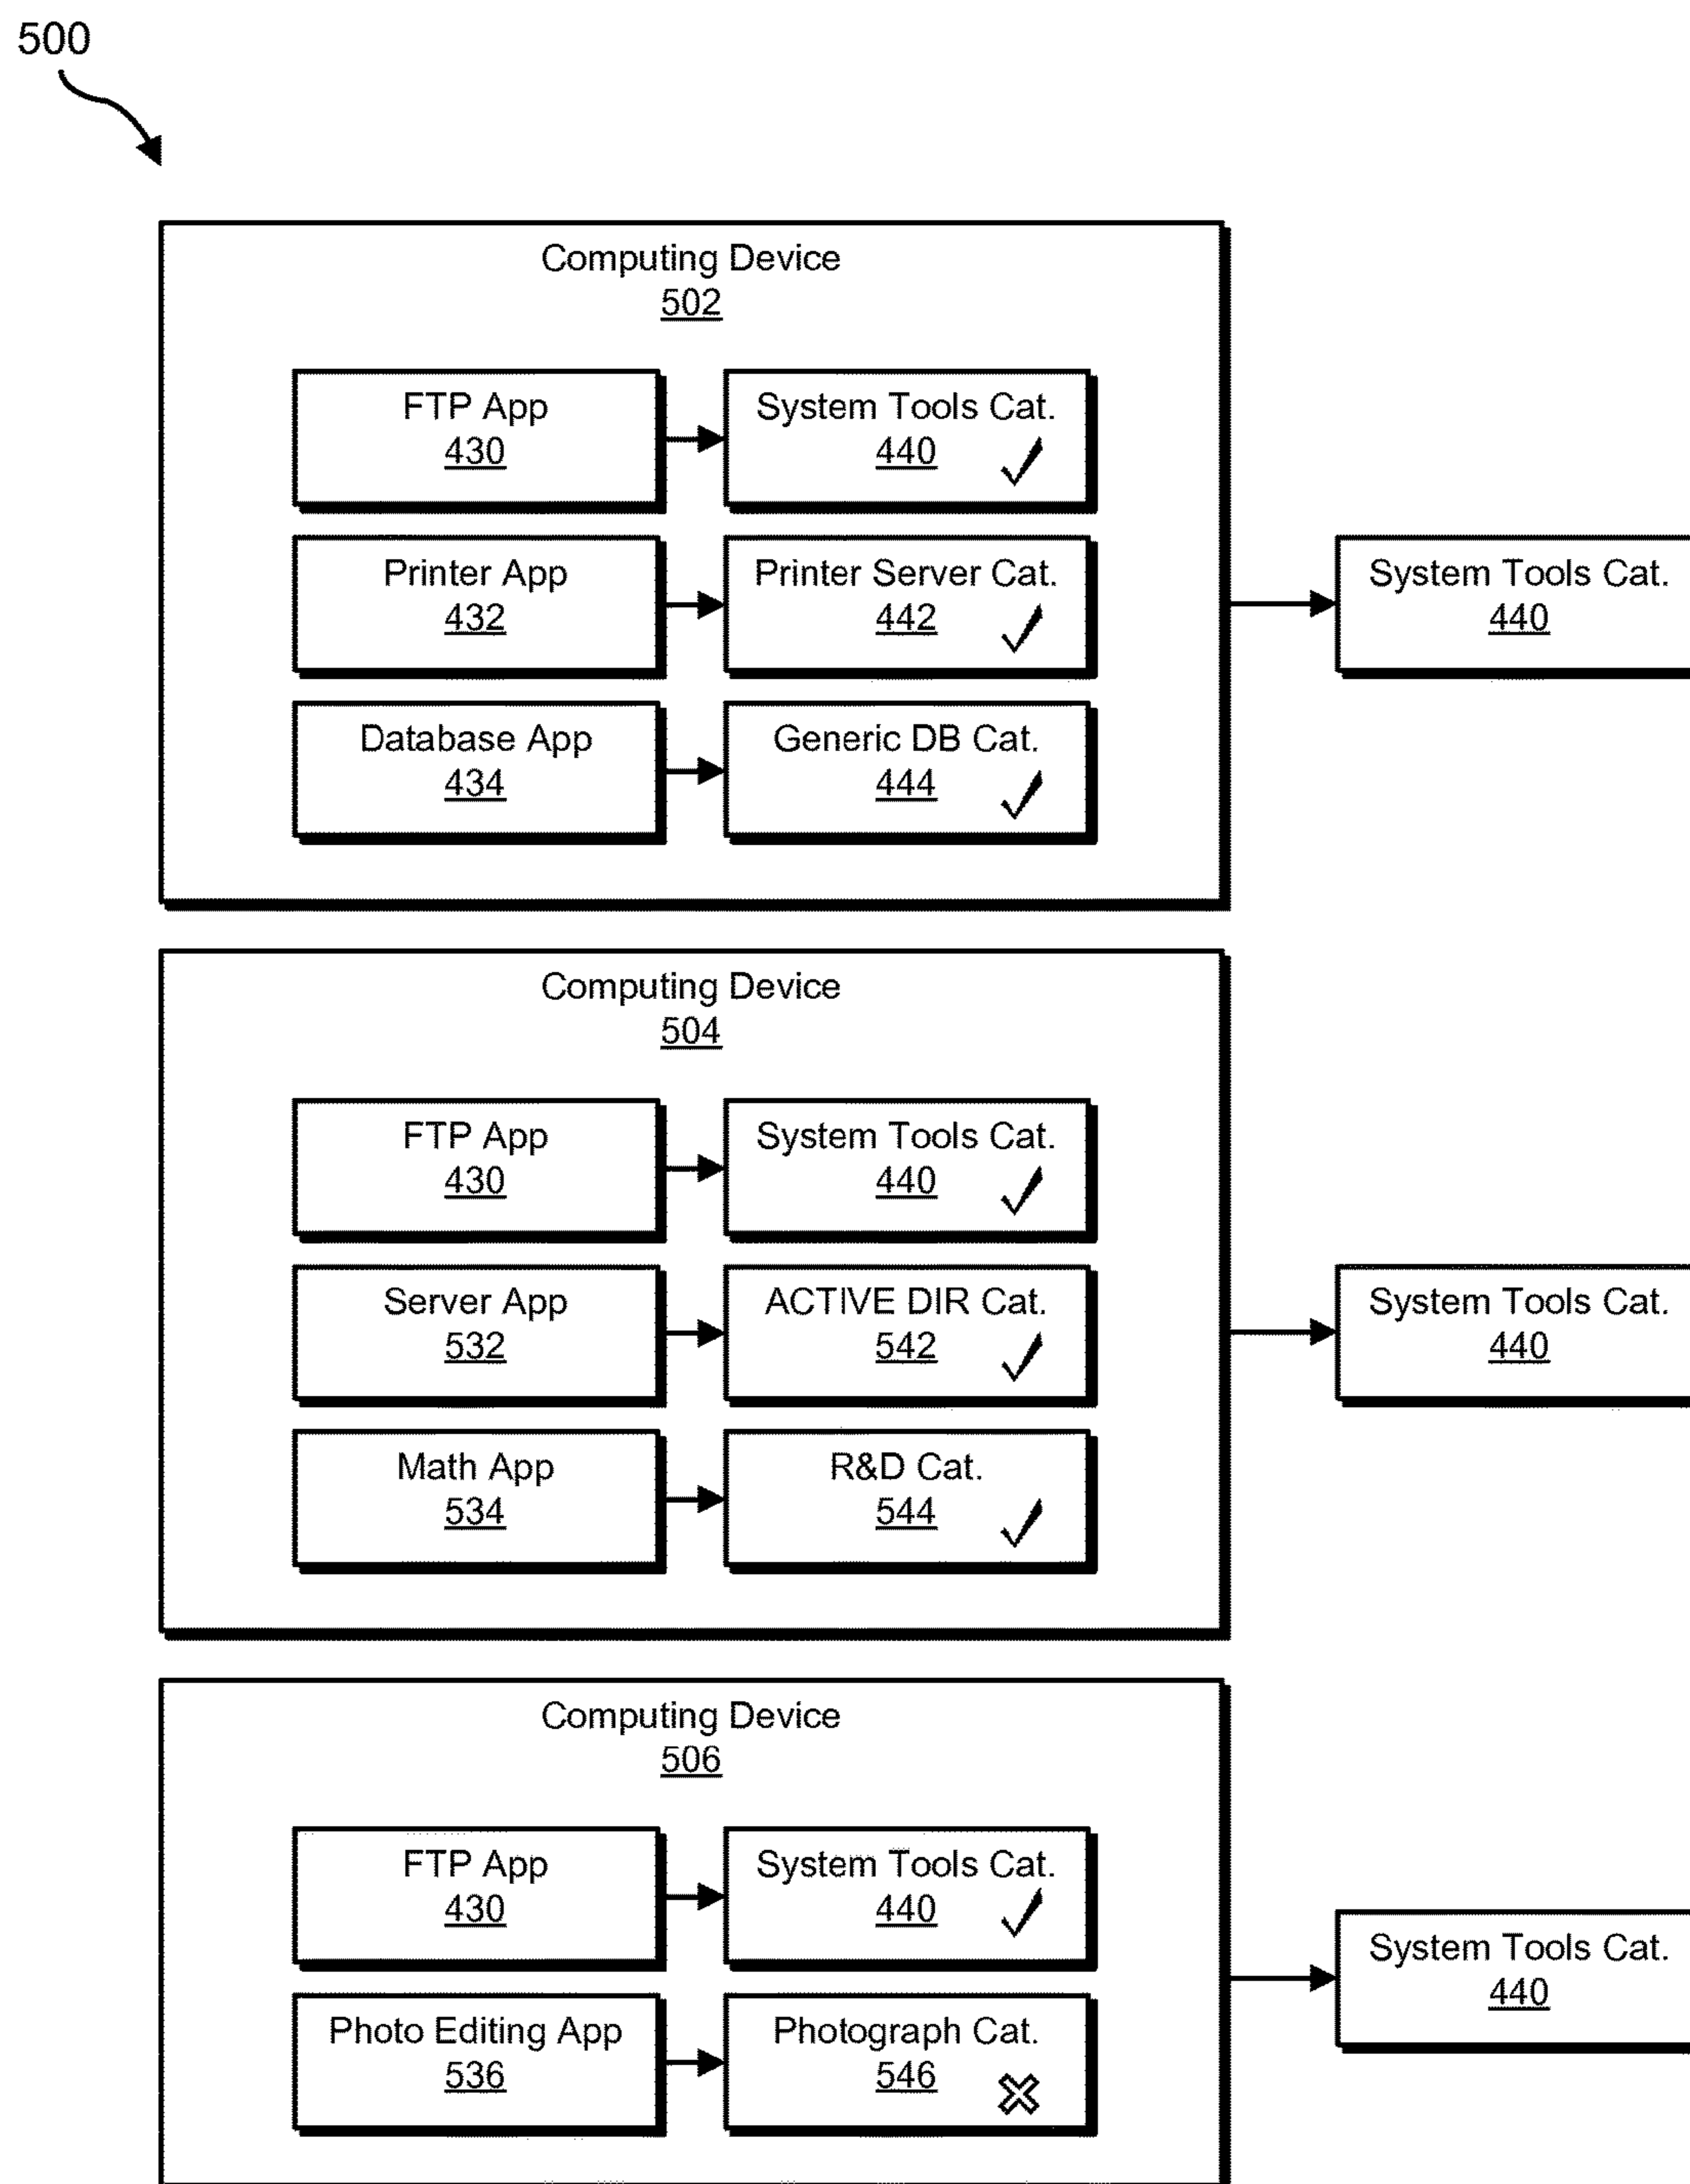 500
Computing Device
502
FTP App
430
System Tools Cat.
440
Printer App
432
Printer Server Cat.
442
Database App
434
Generic DB Cat.
444
System Tools Cat.
440
Computing Device
504
FTP App
430
System Tools Cat.
440
Server App
532
ACTIVE DIR Cat.
542
Math App
534
R&D Cat.
544
System Tools Cat.
440
Computing Device
506
FTP App
430
System Tools Cat.
440
Photo Editing App
536
Photograph Cat.
546
System Tools Cat.
440